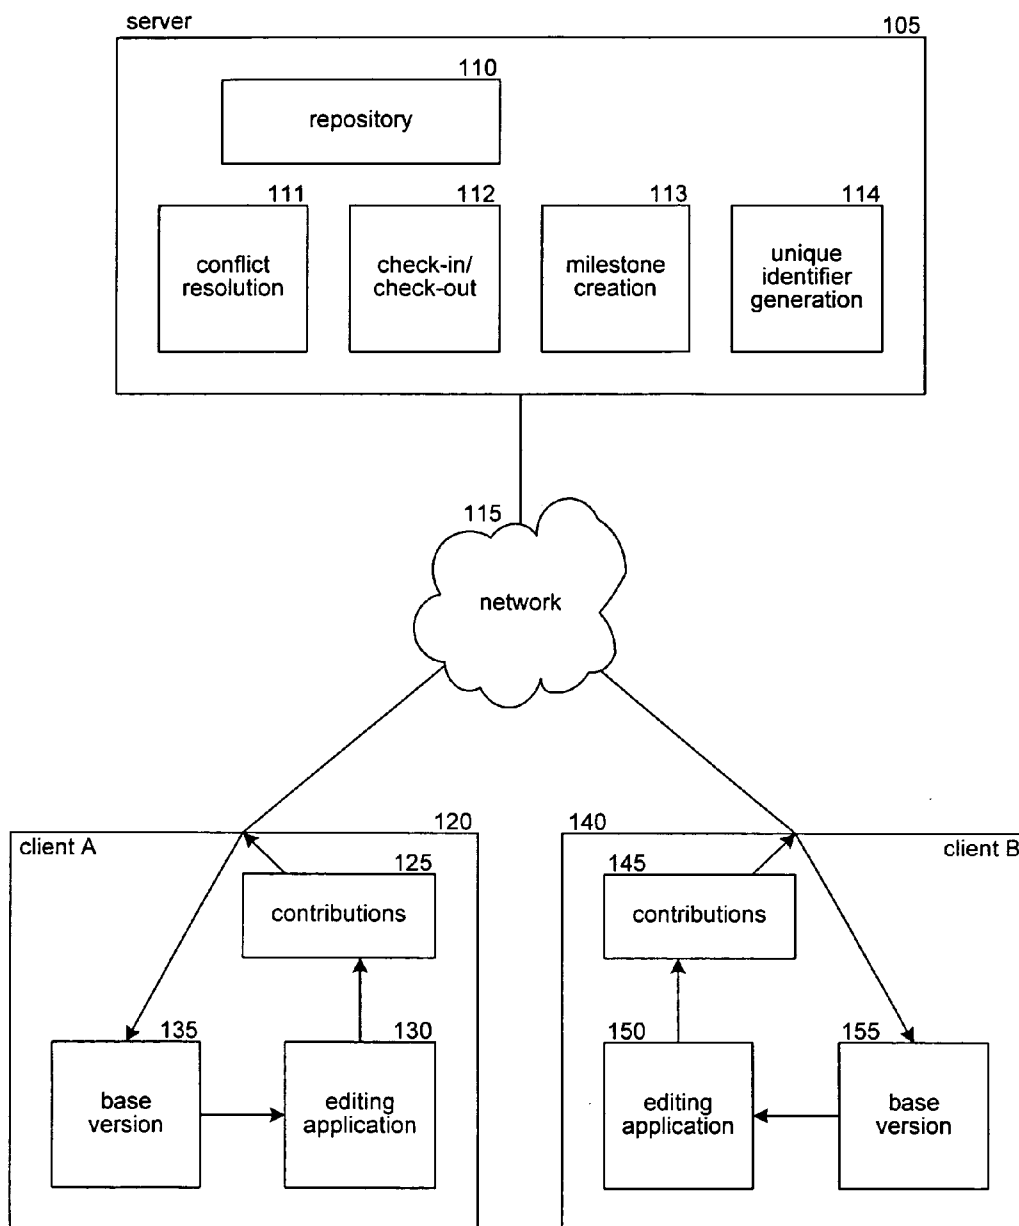 server
105
110
repository
111
112
113
114
conflict
resolution
check-in/
check-out
milestone
creation
unique
identifier
generation
115
network
client A
120
125
contributions
135
130
base
version
editing
application
140
client B
145
contributions
150
155
editing
application
base
version